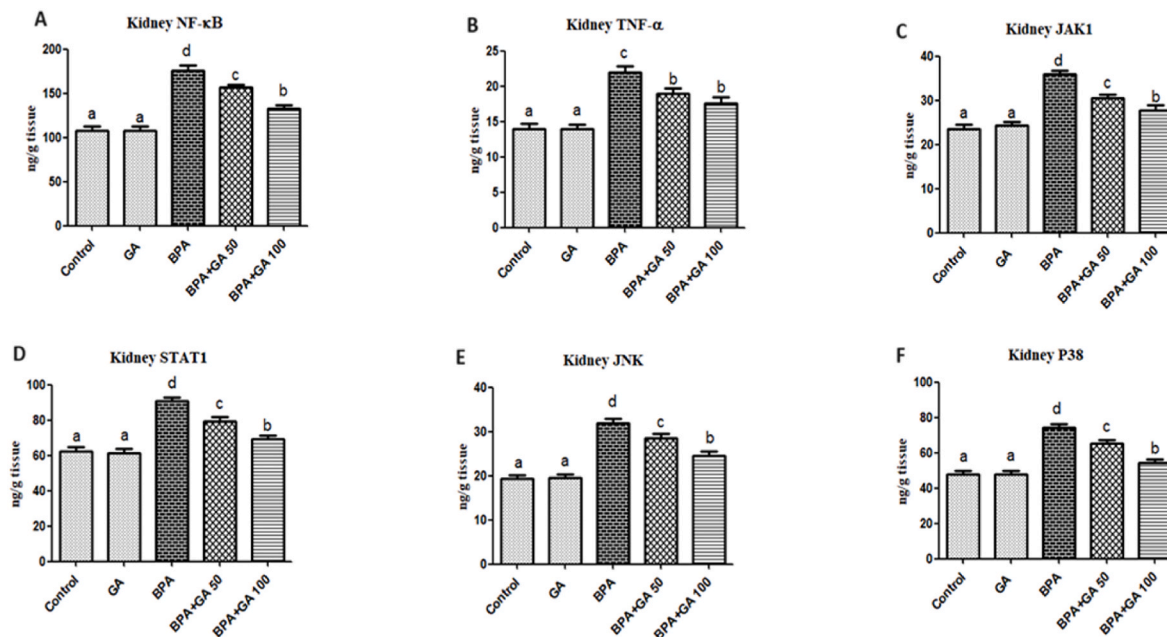 A
Kidney NF-κB
ng/g tissue
200
150
100
50
0
a
a
d
c
b
Control
GA
BPA
BPA+GA 50
BPA+GA 100
B
Kidney TNF-α
ng/g tissue
25
20
15
10
5
0
a
a
c
b
b
Control
GA
BPA
BPA+GA 50
BPA+GA 100
C
Kidney JAK1
ng/g tissue
40
30
20
10
0
a
a
d
c
b
Control
GA
BPA
BPA+GA 50
BPA+GA 100
D
Kidney STAT1
ng/g tissue
100
80
60
40
20
0
a
a
d
c
b
Control
GA
BPA
BPA+GA 50
BPA+GA 100
E
Kidney JNK
ng/g tissue
40
30
20
10
0
a
a
d
c
b
Control
GA
BPA
BPA+GA 50
BPA+GA 100
F
Kidney P38
ng/g tissue
100
80
60
40
20
0
a
a
d
c
b
Control
GA
BPA
BPA+GA 50
BPA+GA 100